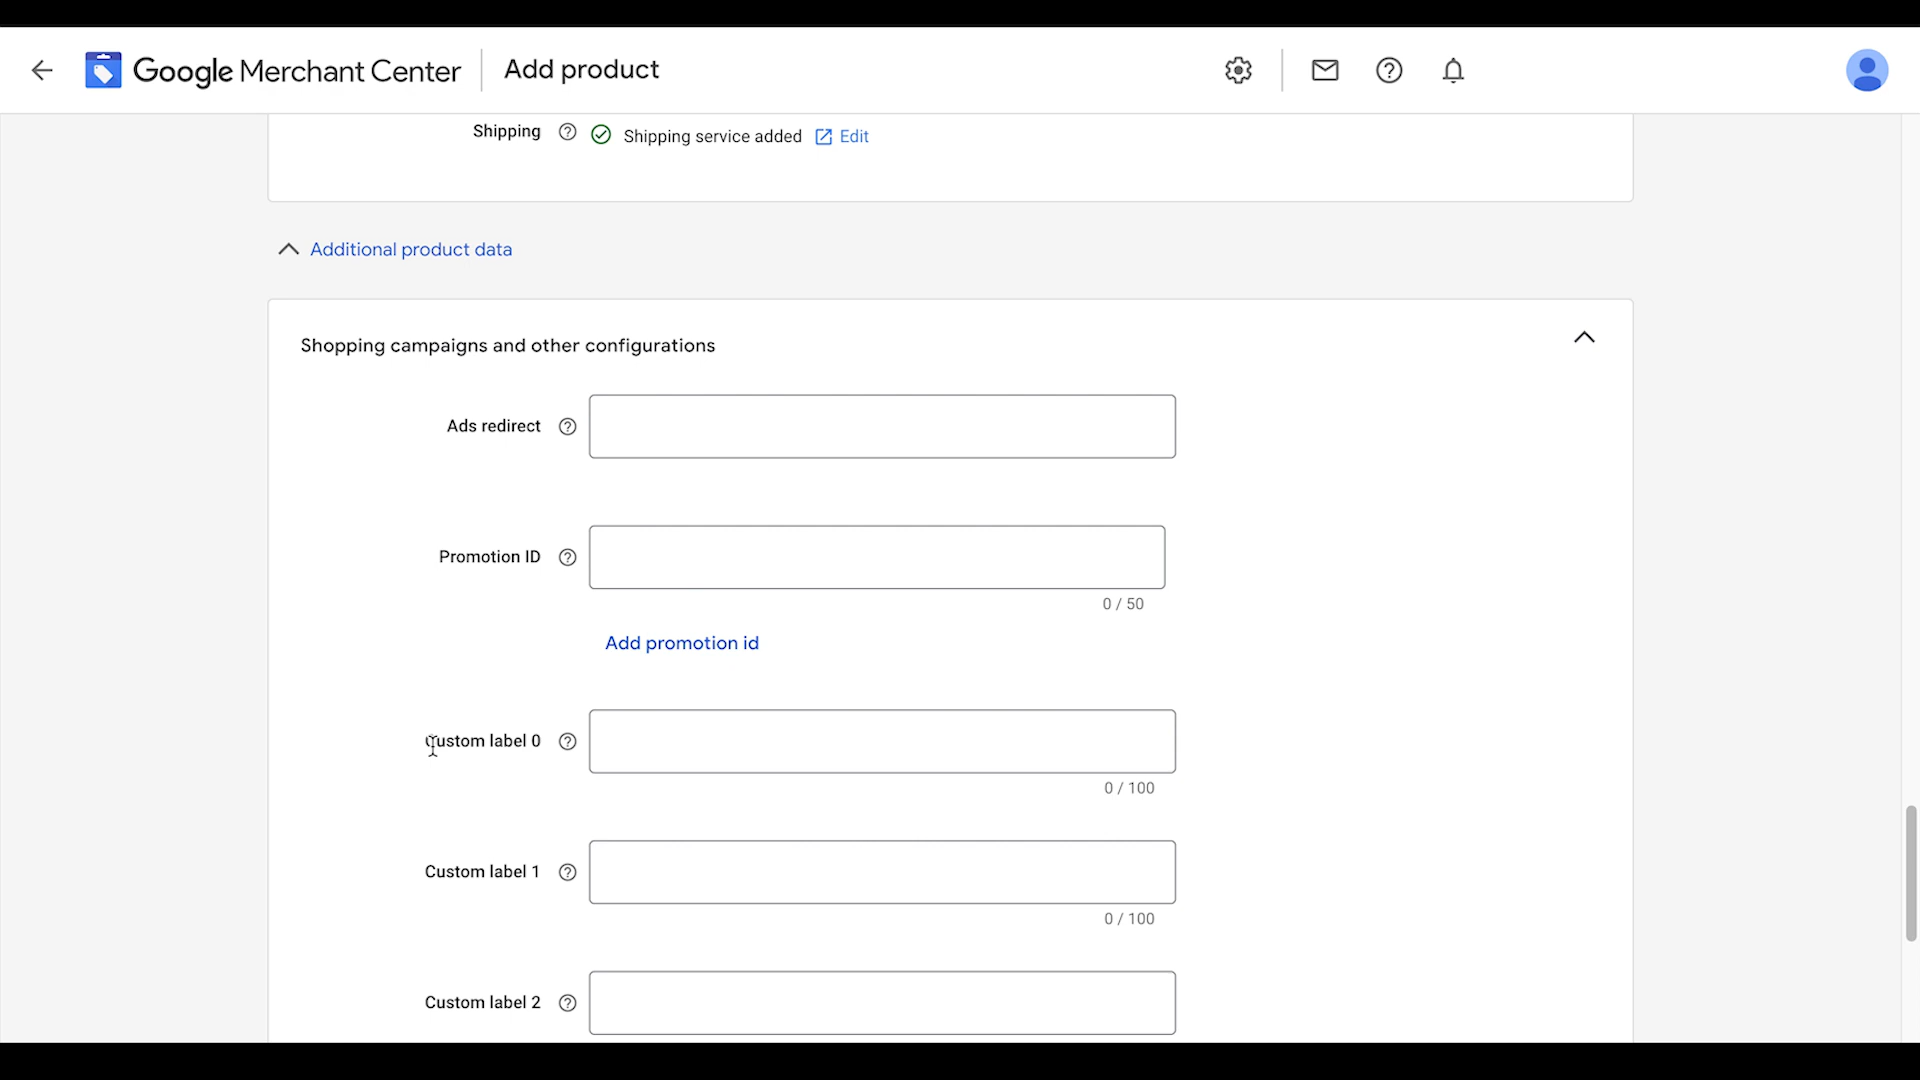 Google Merchant Center
Add product
Shipping
Shipping service added
Edit
Additional product data
Shopping campaigns and other configurations
Ads redirect
Promotion ID
0 / 50
Add promotion id
Custom label 0
0 / 100
Custom label 1
0 / 100
Custom label 2